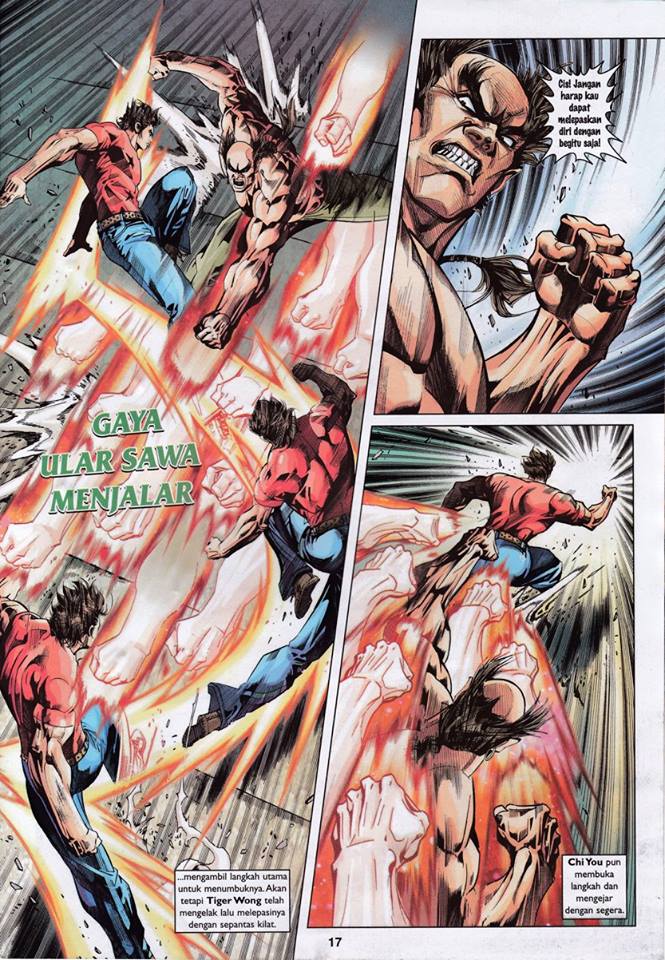 GAYA
ULAR SAWA
MENJALAR
...mengambil langkah utama
untuk menumbuknya. Akan
tetapi Tiger Wong telah
mengelak lalu melepasinya
dengan sepantas kilat.
Cis! Jangan
harap kau
dapat
melepaskan
diri dengan
begitu saja!
Chi You pun
membuka
langkah dan
mengejar
dengan segera.
17